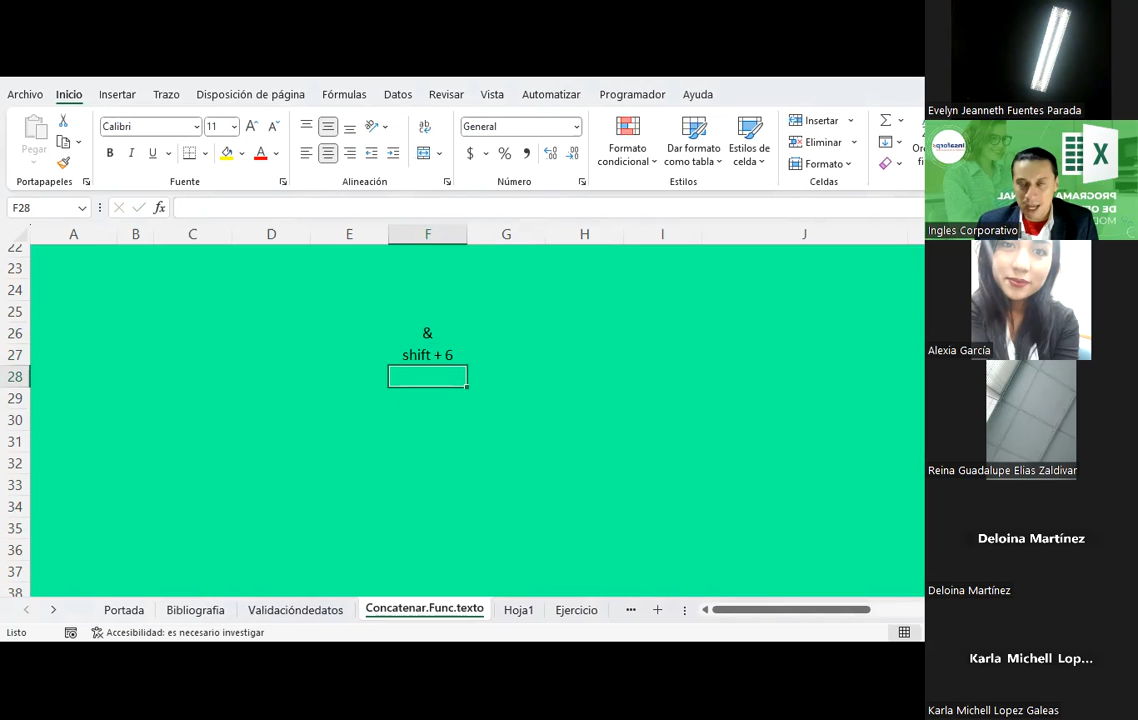 Archivo Inicio Insertar Trazo Disposición de página Fórmulas Datos Revisar Vista Automatizar Programador Ayuda
Pegar
Portapapeles
Calibri 11
N K S
Fuente
Alineación
General
$ % 9
Número
Formato condicional
Dar formato como tabla
Estilos de celda
Estilos
Insertar
Eliminar
Formato
Celdas
F28 fx
A B C D E F G H I J
22
23
24
25
26 &
27 shift + 6
28
29
30
31
32
33
34
35
36
37
38
Portada Bibliografia Validacióndedatos Concatenar.Func.texto Hoja1 Ejercicio
Listo Accesibilidad: es necesario investigar
Evelyn Jeanneth Fuentes Parada
insaforp
PROGRAMA
Ingles Corporativo
Alexia García
Reina Guadalupe Elias Zaldivar
Deloina Martínez
Deloina Martínez
Karla Michell Lop...
Karla Michell Lopez Galeas